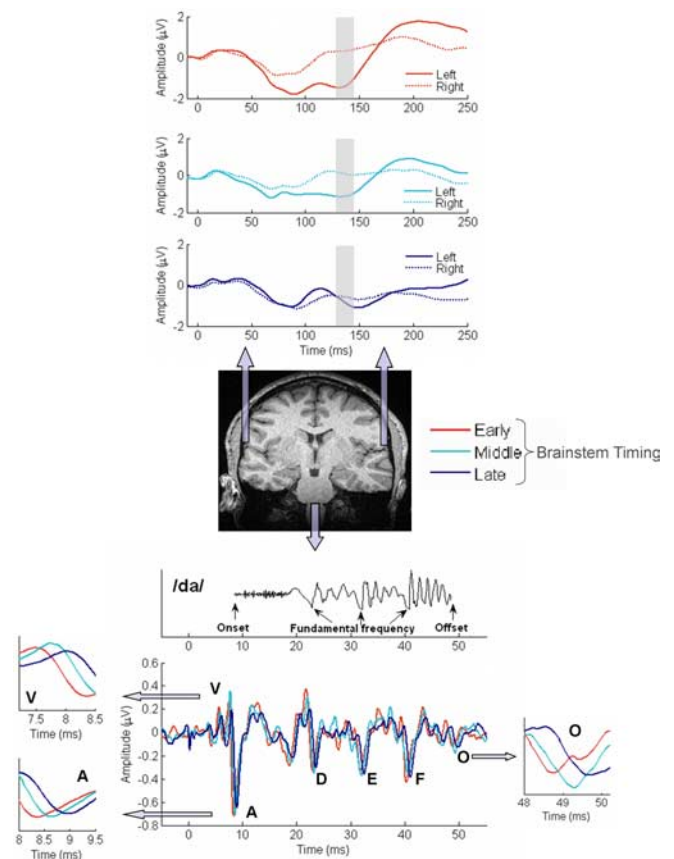 2
0
-2
Amplitude (µV)
Left
Right
0 50 100 150 200 250
2
0
-2
Amplitude (µV)
Left
Right
0 50 100 150 200 250
2
0
-2
Amplitude (µV)
Left
Right
0 50 100 150 200 250
Time (ms)
Early
Middle
Late
Brainstem Timing
/da/
Onset
Fundamental frequency
Offset
0 10 20 30 40 50
V
7.5 8 8.5
Time (ms)
A
8 8.5 9 9.5
Time (ms)
0.6
0.4
0.2
0
-0.2
-0.4
-0.6
-0.8
Amplitude (µV)
V
A
D
E
F
O
0 10 20 30 40 50
Time (ms)
O
48 49 50
Time (ms)